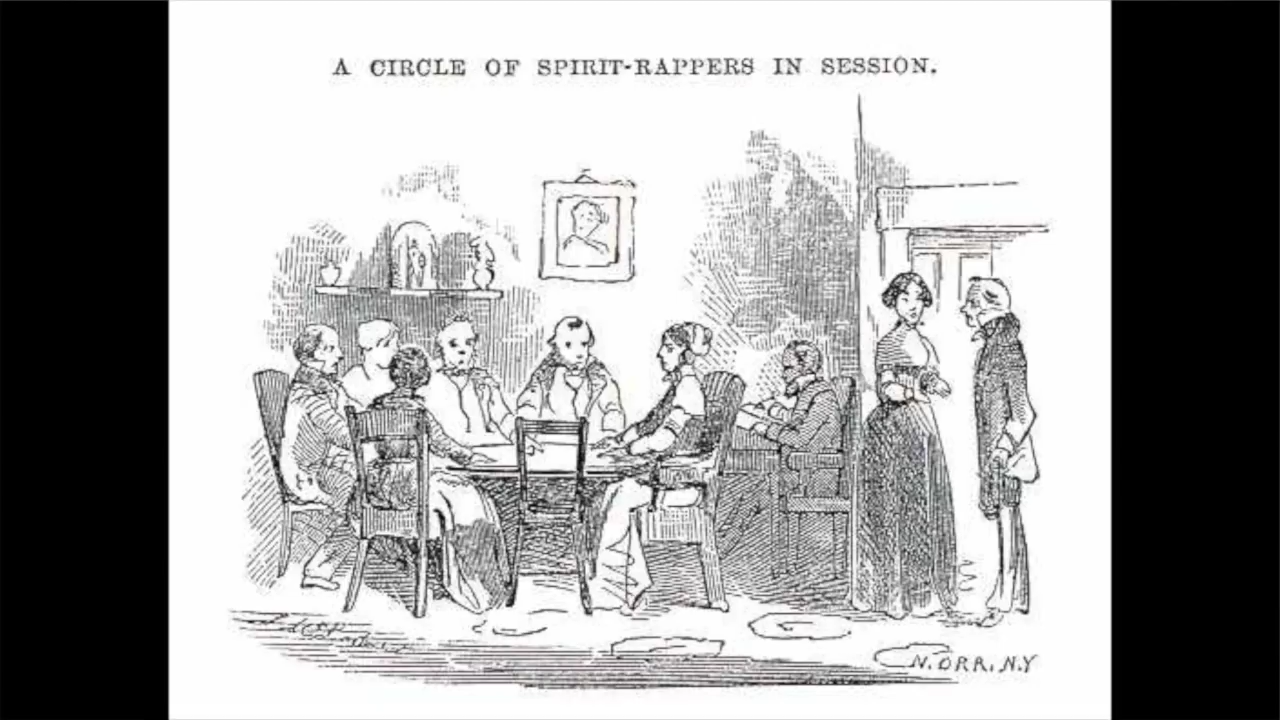 A CIRCLE OF SPIRIT-RAPPERS IN SESSION.
N. ORR, N.Y